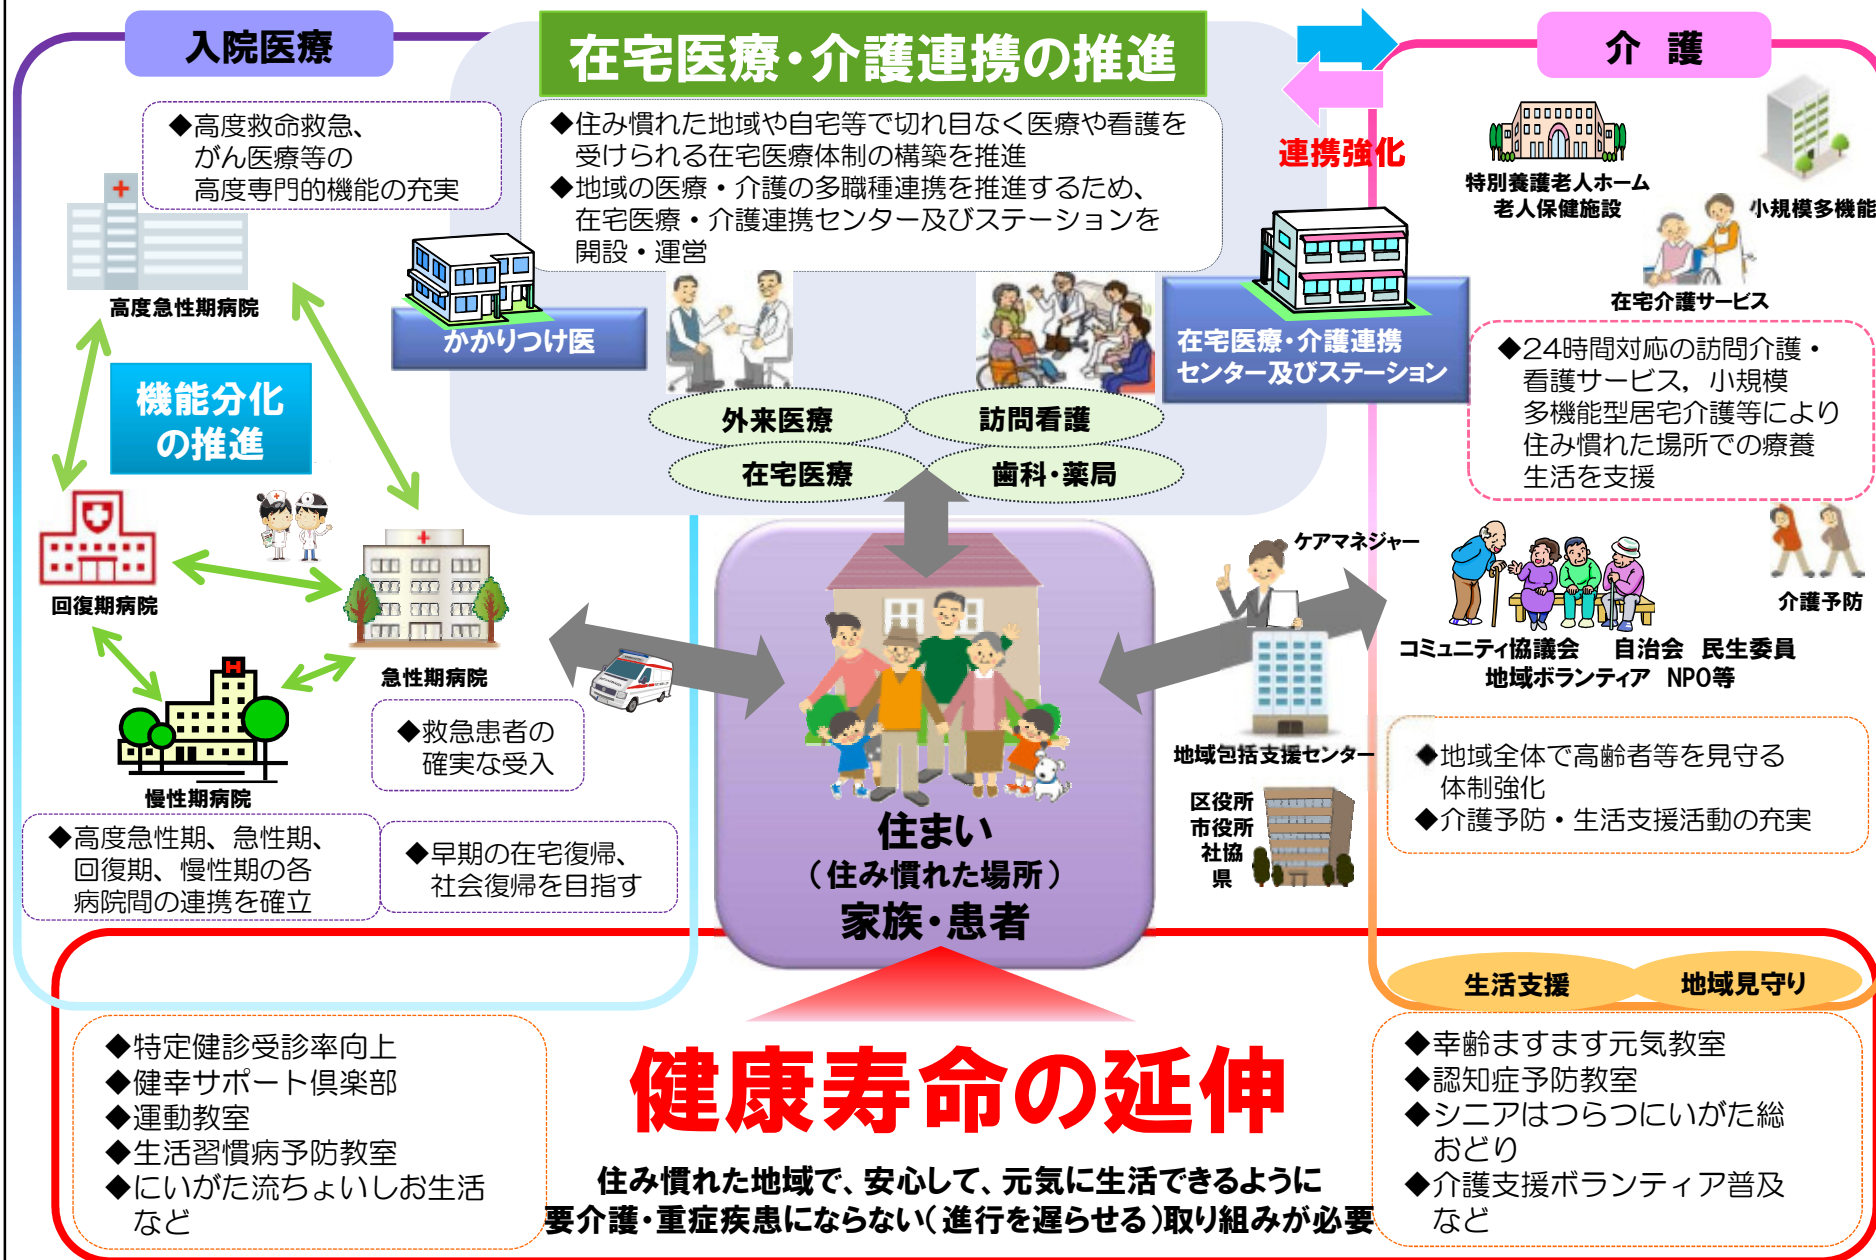 入院医療
◆高度救命救急、
がん医療等の
高度専門的機能の充実
高度急性期病院
機能分化
の推進
回復期病院
急性期病院
慢性期病院
◆救急患者の
確実な受入
◆高度急性期、急性期、
回復期、慢性期の各
病院間の連携を確立
◆早期の在宅復帰、
社会復帰を目指す
在宅医療・介護連携の推進
◆住み慣れた地域や自宅等で切れ目なく医療や看護を
受けられる在宅医療体制の構築を推進
◆地域の医療・介護の多職種連携を推進するため、
在宅医療・介護連携センター及びステーションを
開設・運営
かかりつけ医
在宅医療・介護連携
センター及びステーション
外来医療
訪問看護
在宅医療
歯科・薬局
連携強化
介 護
特別養護老人ホーム
老人保健施設
小規模多機能
在宅介護サービス
◆24時間対応の訪問介護・
看護サービス，小規模
多機能型居宅介護等により
住み慣れた場所での療養
生活を支援
ケアマネジャー
介護予防
コミュニティ協議会 自治会 民生委員
地域ボランティア NPO等
地域包括支援センター
区役所
市役所
社協
県
◆地域全体で高齢者等を見守る
体制強化
◆介護予防・生活支援活動の充実
住まい
（住み慣れた場所）
家族・患者
生活支援
地域見守り
◆特定健診受診率向上
◆健幸サポート倶楽部
◆運動教室
◆生活習慣病予防教室
◆にいがた流ちょいしお生活
など
健康寿命の延伸
住み慣れた地域で、安心して、元気に生活できるように
要介護・重症疾患にならない（進行を遅らせる）取り組みが必要
◆幸齢ますます元気教室
◆認知症予防教室
◆シニアはつらつにいがた総
おどり
◆介護支援ボランティア普及
など